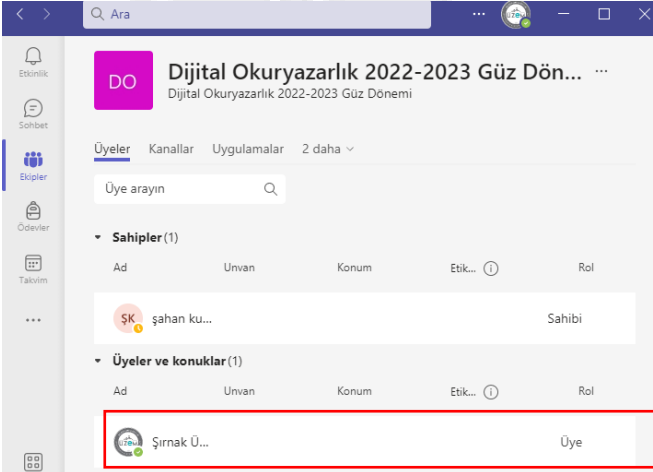 Ara
Etkinlik
Sohbet
Ekipler
Ödevler
Takvim
DO
Dijital Okuryazarlık 2022-2023 Güz Dön...
Dijital Okuryazarlık 2022-2023 Güz Dönemi
Üyeler Kanallar Uygulamalar 2 daha
Üye arayın
Sahipler (1)
Ad Unvan Konum Etik... Rol
ŞK şahan ku... Sahibi
Üyeler ve konuklar (1)
Ad Unvan Konum Etik... Rol
Şırnak Ü... Üye